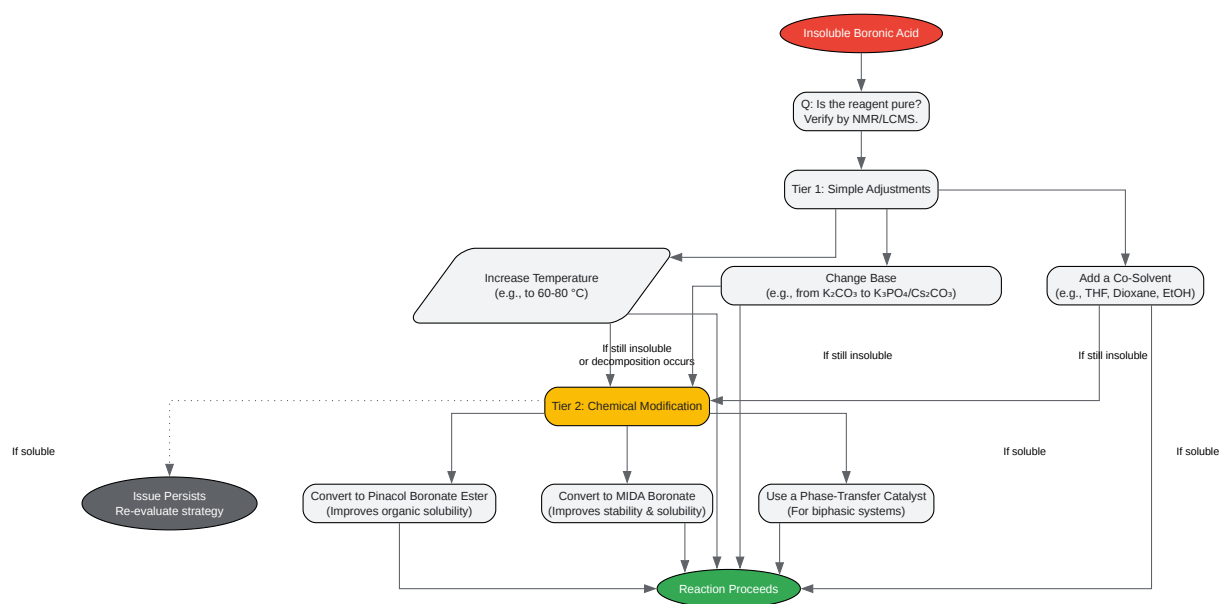 Insoluble Boronic Acid
Q: Is the reagent pure?
Verify by NMR/LCMS.
Tier 1: Simple Adjustments
Increase Temperature
(e.g., to 60-80 °C)
Change Base
(e.g., from K₂CO₃ to K₃PO₄/Cs₂CO₃)
Add a Co-Solvent
(e.g., THF, Dioxane, EtOH)
If still insoluble
or decomposition occurs
If still insoluble
If still insoluble
Tier 2: Chemical Modification
If soluble
If soluble
If soluble
Issue Persists
Re-evaluate strategy
Convert to Pinacol Boronate Ester
(Improves organic solubility)
Convert to MIDA Boronate
(Improves stability & solubility)
Use a Phase-Transfer Catalyst
(For biphasic systems)
Reaction Proceeds